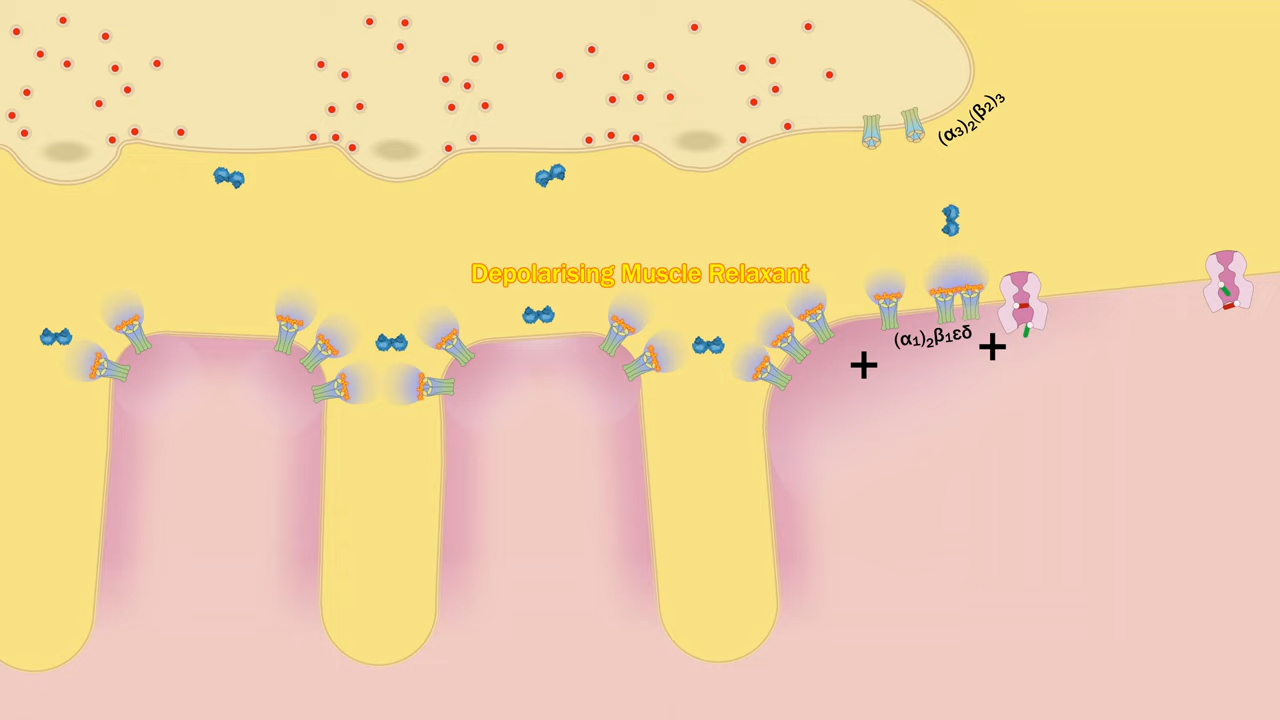 (α₃)₂(β₂)₃
Depolarising Muscle Relaxant
(α₁)₂β₁εδ
+ +